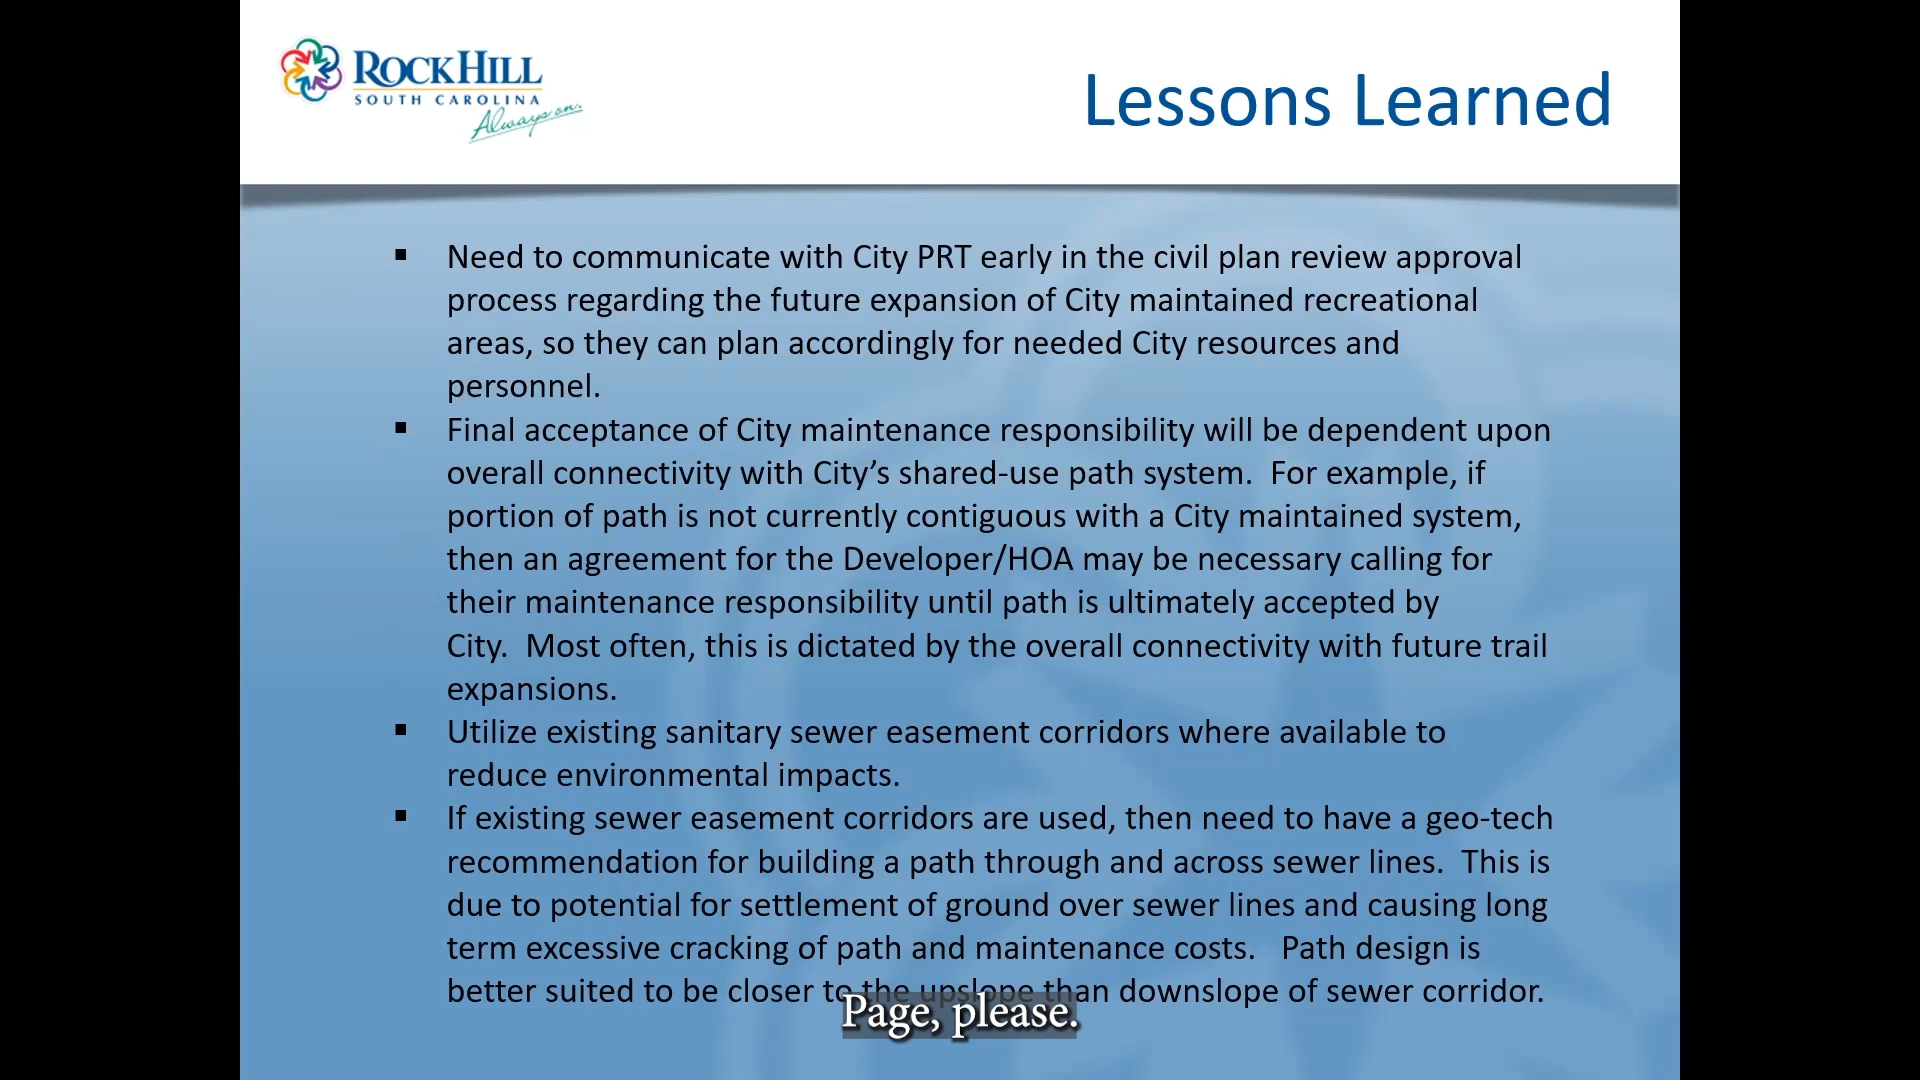 ROCK HILL
SOUTH CAROLINA
Always on.
Lessons Learned
▪ Need to communicate with City PRT early in the civil plan review approval
process regarding the future expansion of City maintained recreational
areas, so they can plan accordingly for needed City resources and
personnel.
▪ Final acceptance of City maintenance responsibility will be dependent upon
overall connectivity with City’s shared-use path system.  For example, if
portion of path is not currently contiguous with a City maintained system,
then an agreement for the Developer/HOA may be necessary calling for
their maintenance responsibility until path is ultimately accepted by
City.  Most often, this is dictated by the overall connectivity with future trail
expansions.
▪ Utilize existing sanitary sewer easement corridors where available to
reduce environmental impacts.
▪ If existing sewer easement corridors are used, then need to have a geo-tech
recommendation for building a path through and across sewer lines.  This is
due to potential for settlement of ground over sewer lines and causing long
term excessive cracking of path and maintenance costs.   Path design is
better suited to be closer to the upslope than downslope of sewer corridor.
Page, please.